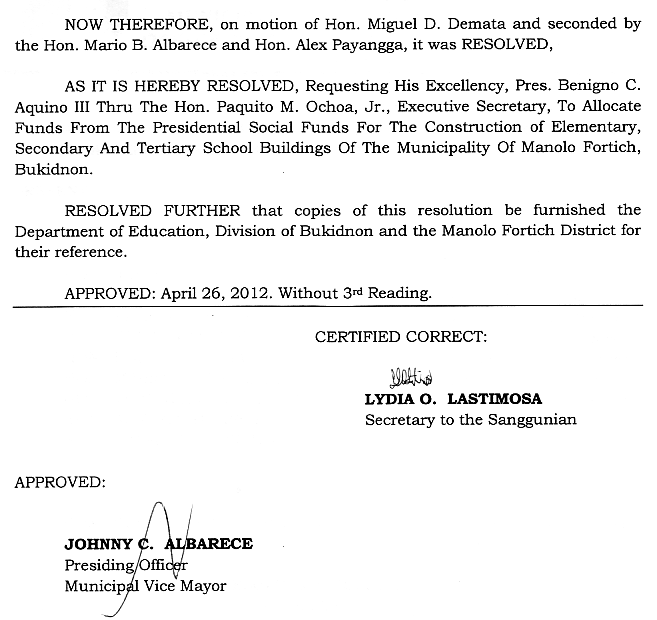 NOW THEREFORE, on motion of Hon. Miguel D. Demata and seconded by
the Hon. Mario B. Albarece and Hon. Alex Payangga, it was RESOLVED,
AS IT IS HEREBY RESOLVED, Requesting His Excellency, Pres. Benigno C.
Aquino III Thru The Hon. Paquito M. Ochoa, Jr., Executive Secretary, To Allocate
Funds From The Presidential Social Funds For The Construction of Elementary,
Secondary And Tertiary School Buildings Of The Municipality Of Manolo Fortich,
Bukidnon.
RESOLVED FURTHER that copies of this resolution be furnished the
Department of Education, Division of Bukidnon and the Manolo Fortich District for
their reference.
APPROVED: April 26, 2012. Without 3rd Reading.
CERTIFIED CORRECT:
LYDIA O. LASTIMOSA
Secretary to the Sanggunian
APPROVED:
JOHNNY C. ALBARECE
Presiding Officer
Municipal Vice Mayor